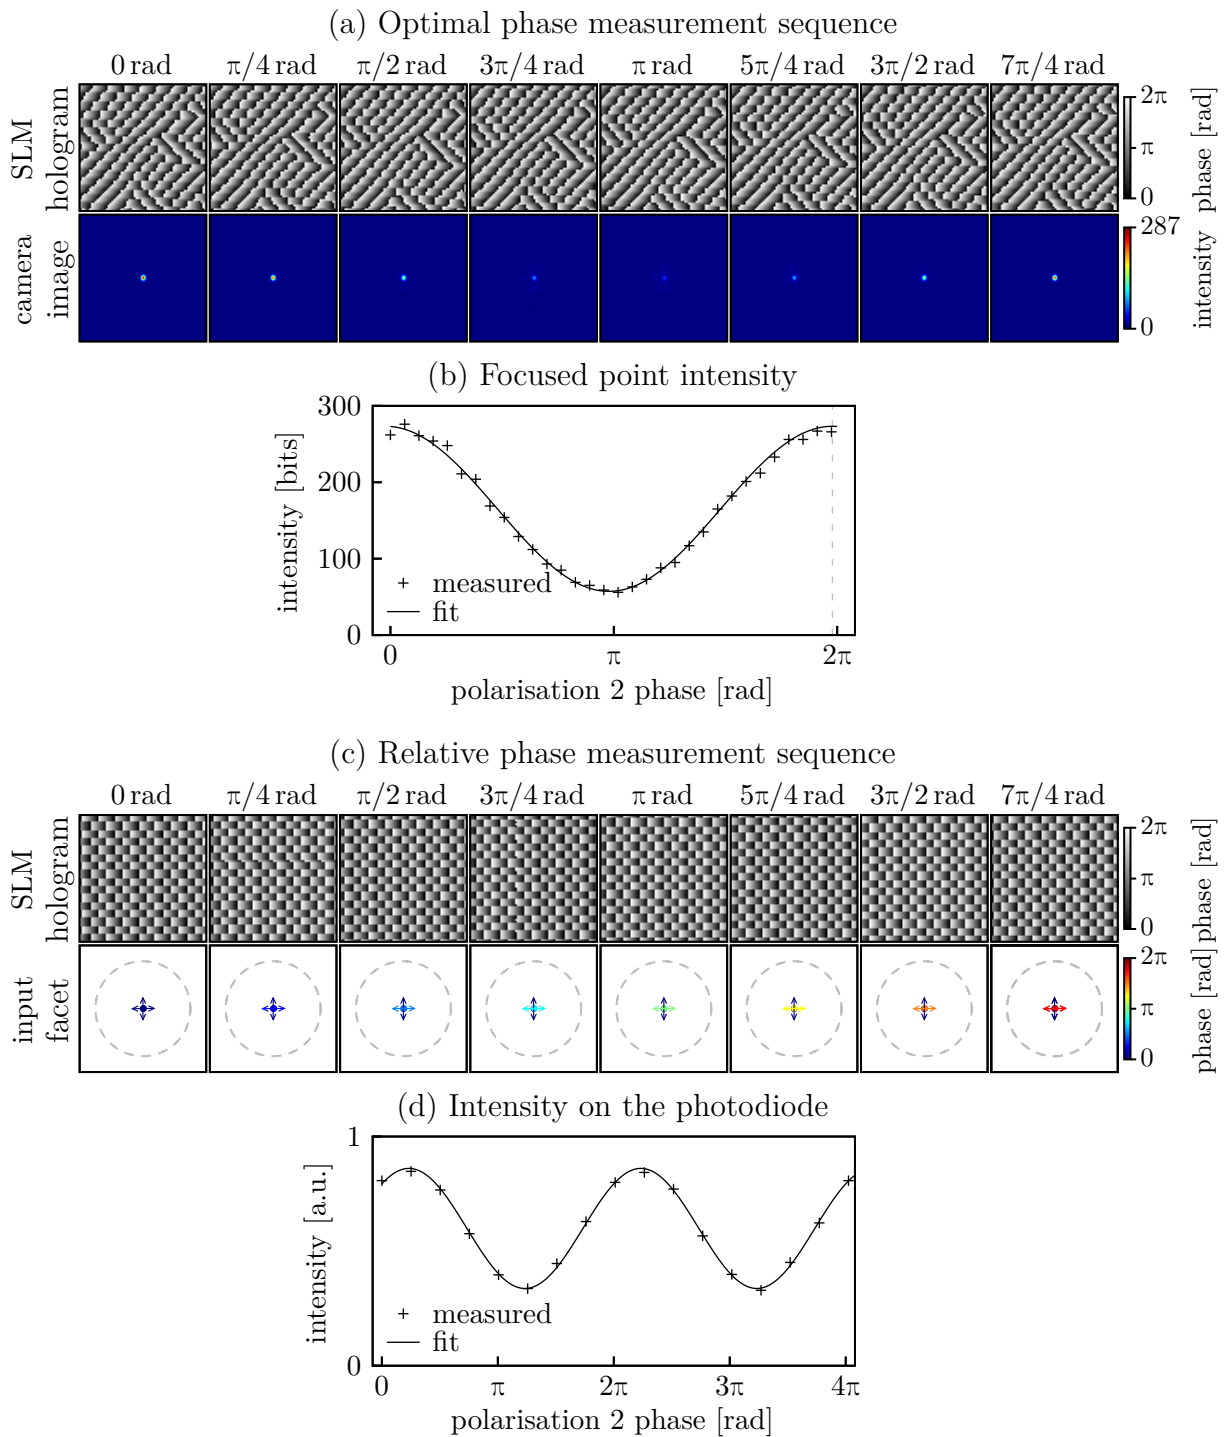 (a) Optimal phase measurement sequence
0 rad π/4 rad π/2 rad 3π/4 rad π rad 5π/4 rad 3π/2 rad 7π/4 rad
SLM
hologram
2π
π
0
phase [rad]
camera
image
287
0
intensity
(b) Focused point intensity
300
200
100
0
intensity [bits]
measured
fit
0 π 2π
polarisation 2 phase [rad]
(c) Relative phase measurement sequence
0 rad π/4 rad π/2 rad 3π/4 rad π rad 5π/4 rad 3π/2 rad 7π/4 rad
SLM
hologram
2π
π
0
phase [rad]
input
facet
2π
π
0
phase [rad]
(d) Intensity on the photodiode
1
0
intensity [a.u.]
measured
fit
0 π 2π 3π 4π
polarisation 2 phase [rad]